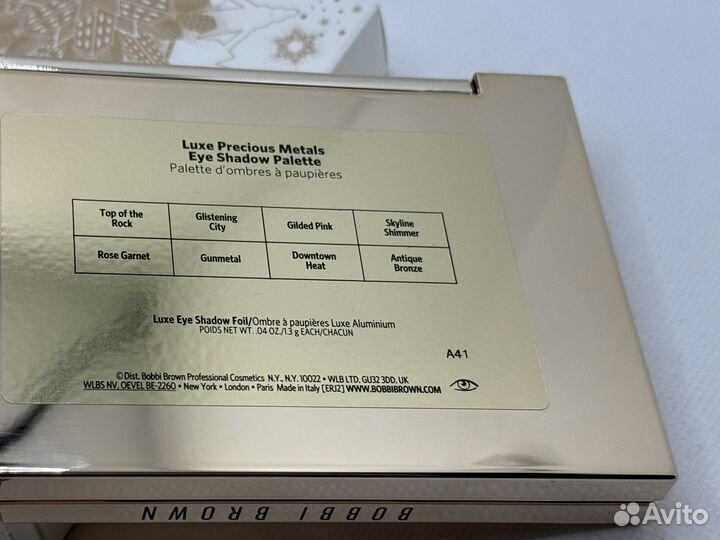 Luxe Precious Metals
Eye Shadow Palette
Palette d'ombres à paupières
Top of the Rock
Glistening City
Gilded Pink
Skyline Shimmer
Rose Garnet
Gunmetal
Downtown Heat
Antique Bronze
Luxe Eye Shadow Foil/Ombre à paupières Luxe Aluminium
POIDS NET WT. .04 OZ./1.3 g EACH/CHACUN
A41
© Dist. Bobbi Brown Professional Cosmetics N.Y., N.Y. 10022 • WLB LTD, GU32 3DD, UK
WLBS NV, OEVEL BE-2260 • New York • London • Paris Made in Italy [ERJ2] WWW.BOBBIBROWN.COM
BOBBI BROWN
Avito